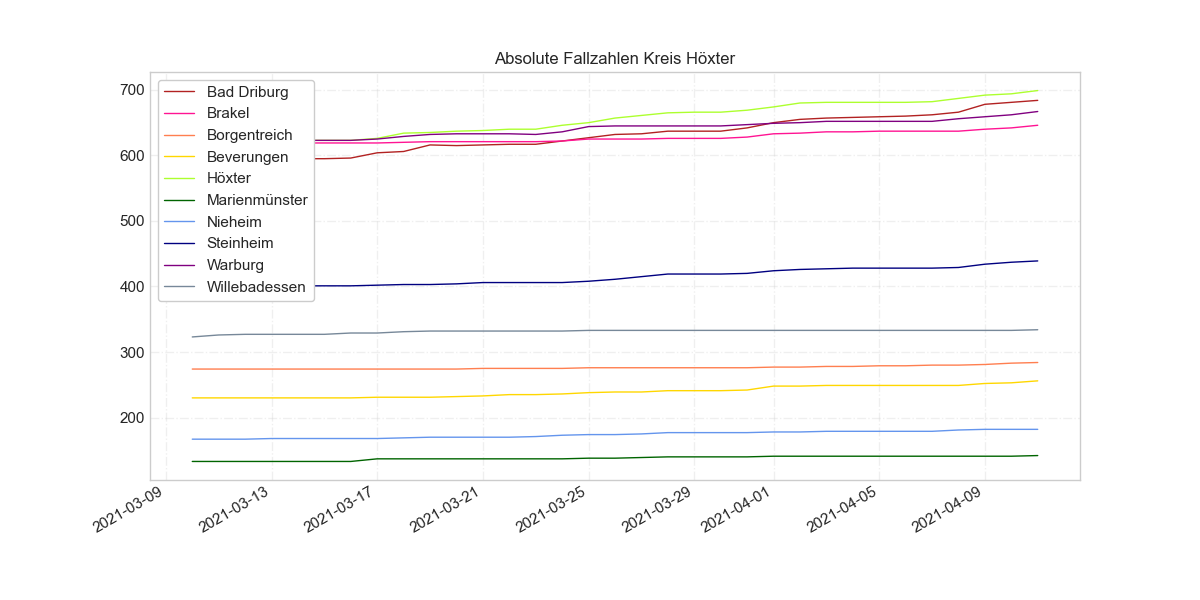 Absolute Fallzahlen Kreis Höxter
700
600
500
400
300
200
Bad Driburg
Brakel
Borgentreich
Beverungen
Höxter
Marienmünster
Nieheim
Steinheim
Warburg
Willebadessen
2021-03-09
2021-03-13
2021-03-17
2021-03-21
2021-03-25
2021-03-29
2021-04-01
2021-04-05
2021-04-09